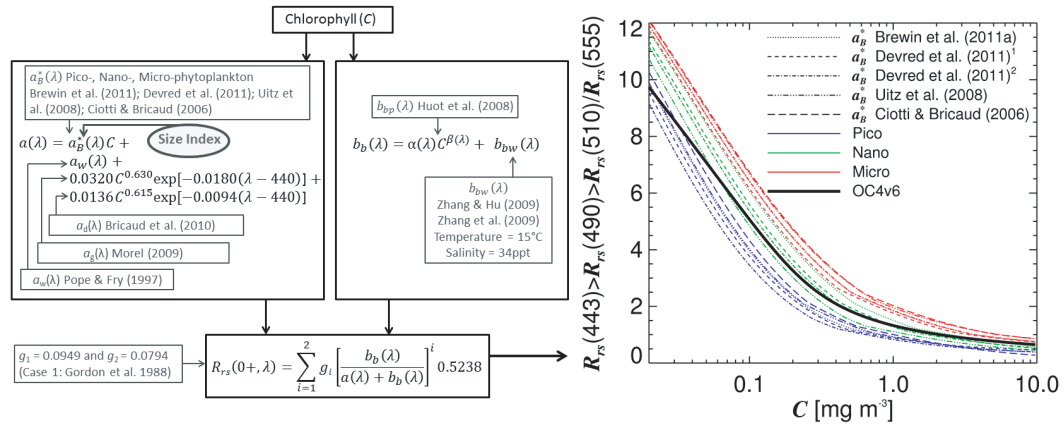 Chlorophyll (C)
a*B(λ) Pico-, Nano-, Micro-phytoplankton
Brewin et al. (2011); Devred et al. (2011); Uitz
et al. (2008); Ciotti & Bricaud (2006)
Size Index
a(λ) = a*B(λ)C +
aw(λ) +
0.0320C^0.630exp[−0.0180(λ − 440)] +
0.0136C^0.615exp[−0.0094(λ − 440)]
ad(λ) Bricaud et al. (2010)
ag(λ) Morel (2009)
aw(λ) Pope & Fry (1997)
bbp(λ) Huot et al. (2008)
bb(λ) = α(λ)C^β(λ) + bbw(λ)
bbw(λ)
Zhang & Hu (2009)
Zhang et al. (2009)
Temperature = 15°C
Salinity = 34ppt
g1 = 0.0949 and g2 = 0.0794
(Case 1: Gordon et al. 1988)
Rrs(0+, λ) = ∑_{i=1}^{2} gi [bb(λ) / (a(λ) + bb(λ))]^i 0.5238
Rrs(443)>Rrs(490)>Rrs(510)/Rrs(555)
12
10
8
6
4
2
0
0.1
1.0
10.0
C [mg m-3]
a*B Brewin et al. (2011a)
a*B Devred et al. (2011)¹
a*B Devred et al. (2011)²
a*B Uitz et al. (2008)
a*B Ciotti & Bricaud (2006)
Pico
Nano
Micro
OC4v6